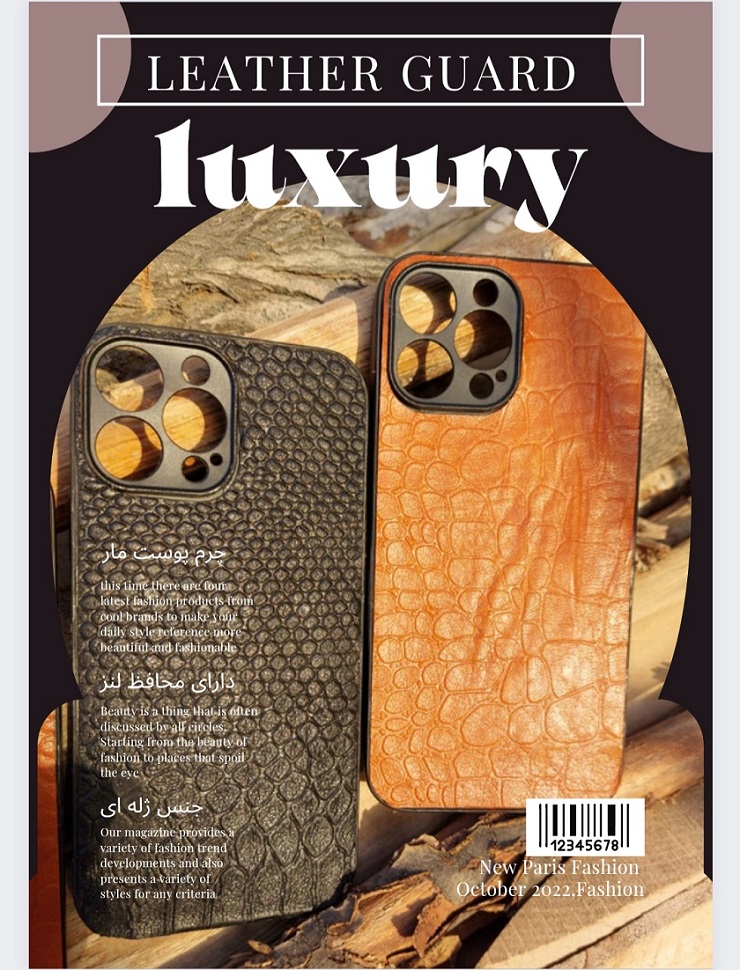 LEATHER GUARD
luxury
چرم پوست مار
this time there are four
latest fashion products from
cool brands to make your
daily style reference more
beautiful and fashionable
دارای محافظ لنز
Beauty is a thing that is often
discussed by all circles.
Starting from the beauty of
fashion to places that spoil
the eye
جنس ژله ای
Our magazine provides a
variety of fashion trend
developments and also
presents a variety of
styles for any criteria
12345678
New Paris Fashion
October 2022,Fashion